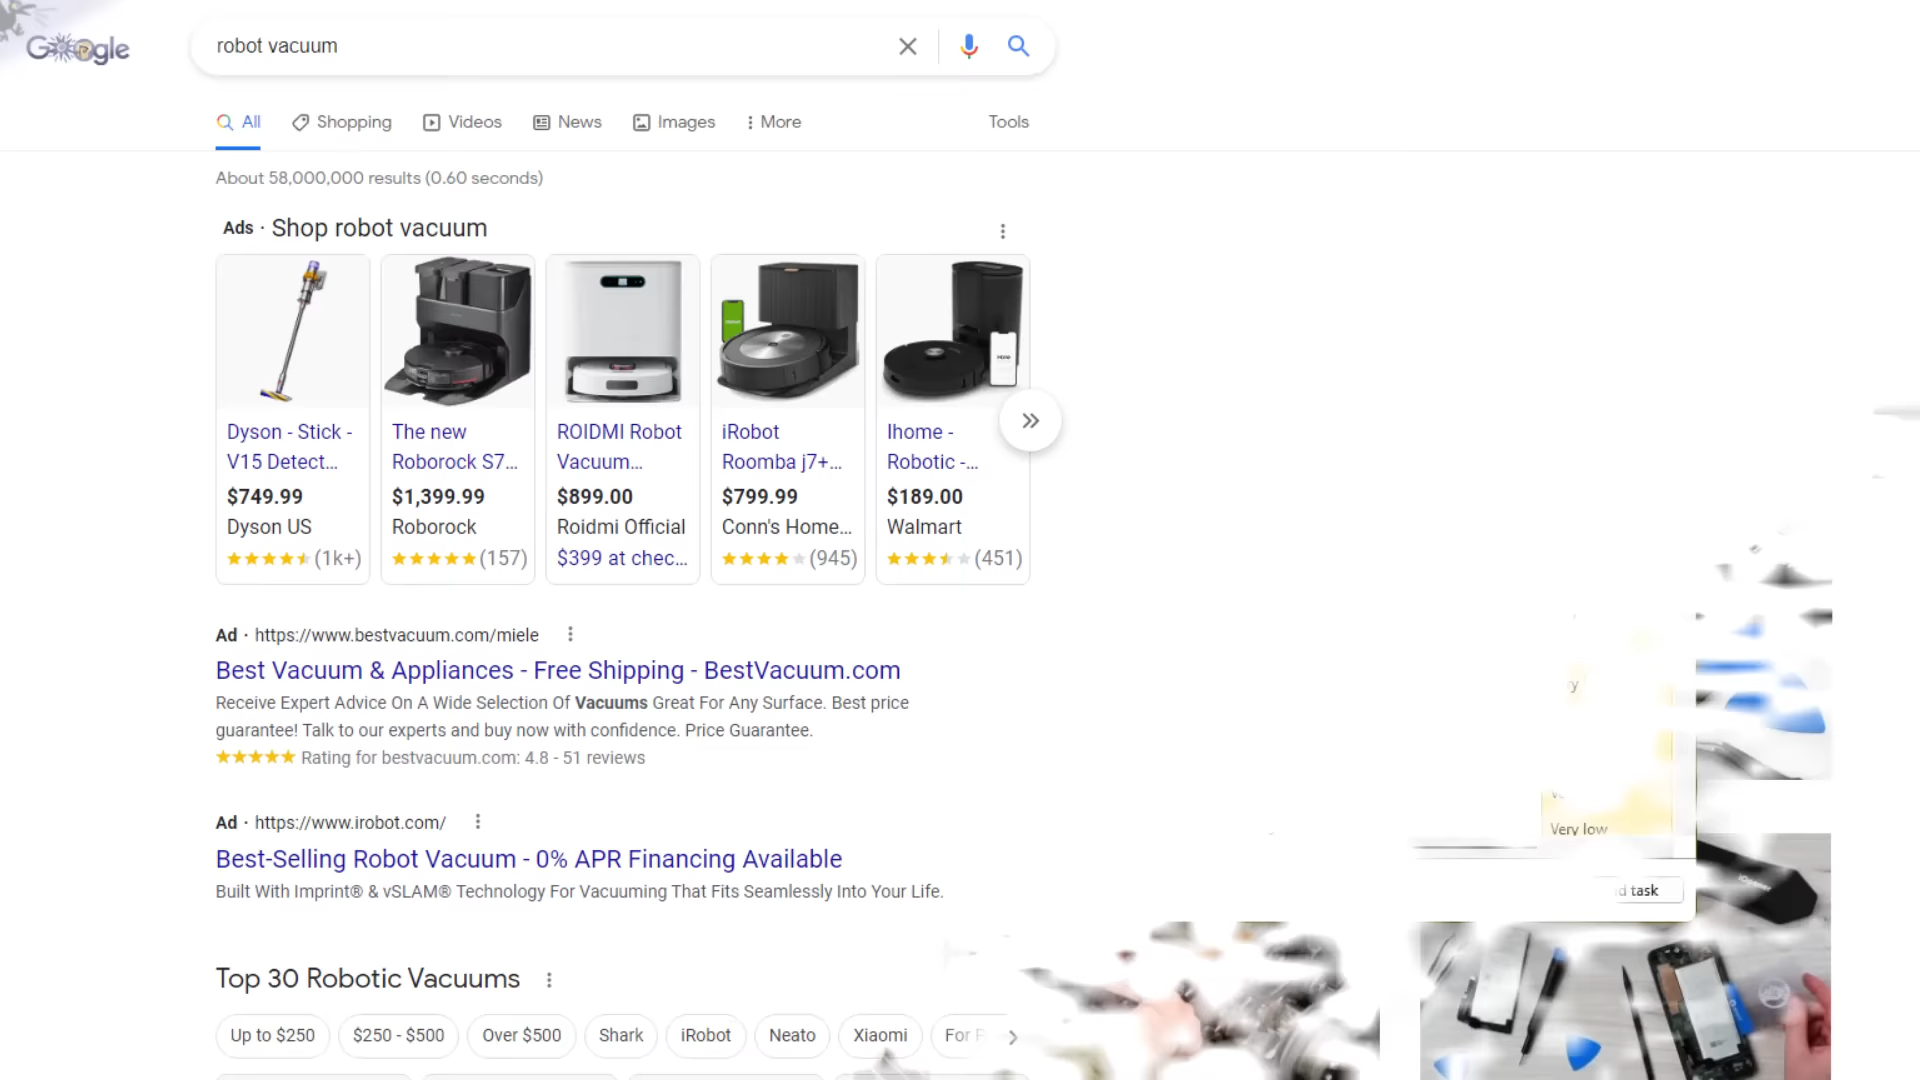 Google
robot vacuum
All
Shopping
Videos
News
Images
More
Tools
About 58,000,000 results (0.60 seconds)
Ads · Shop robot vacuum
Dyson - Stick -
V15 Detect...
$749.99
Dyson US
(1k+)
The new
Roborock S7...
$1,399.99
Roborock
(157)
ROIDMI Robot
Vacuum...
$899.00
Roidmi Official
$399 at chec...
iRobot
Roomba j7+...
$799.99
Conn's Home...
(945)
Ihome -
Robotic -...
$189.00
Walmart
(451)
Ad · https://www.bestvacuum.com/miele
Best Vacuum & Appliances - Free Shipping - BestVacuum.com
Receive Expert Advice On A Wide Selection Of Vacuums Great For Any Surface. Best price
guarantee! Talk to our experts and buy now with confidence. Price Guarantee.
Rating for bestvacuum.com: 4.8 - 51 reviews
Ad · https://www.irobot.com/
Best-Selling Robot Vacuum - 0% APR Financing Available
Built With Imprint® & vSLAM® Technology For Vacuuming That Fits Seamlessly Into Your Life.
Top 30 Robotic Vacuums
Up to $250
$250 - $500
Over $500
Shark
iRobot
Neato
Xiaomi
For
Very low
task